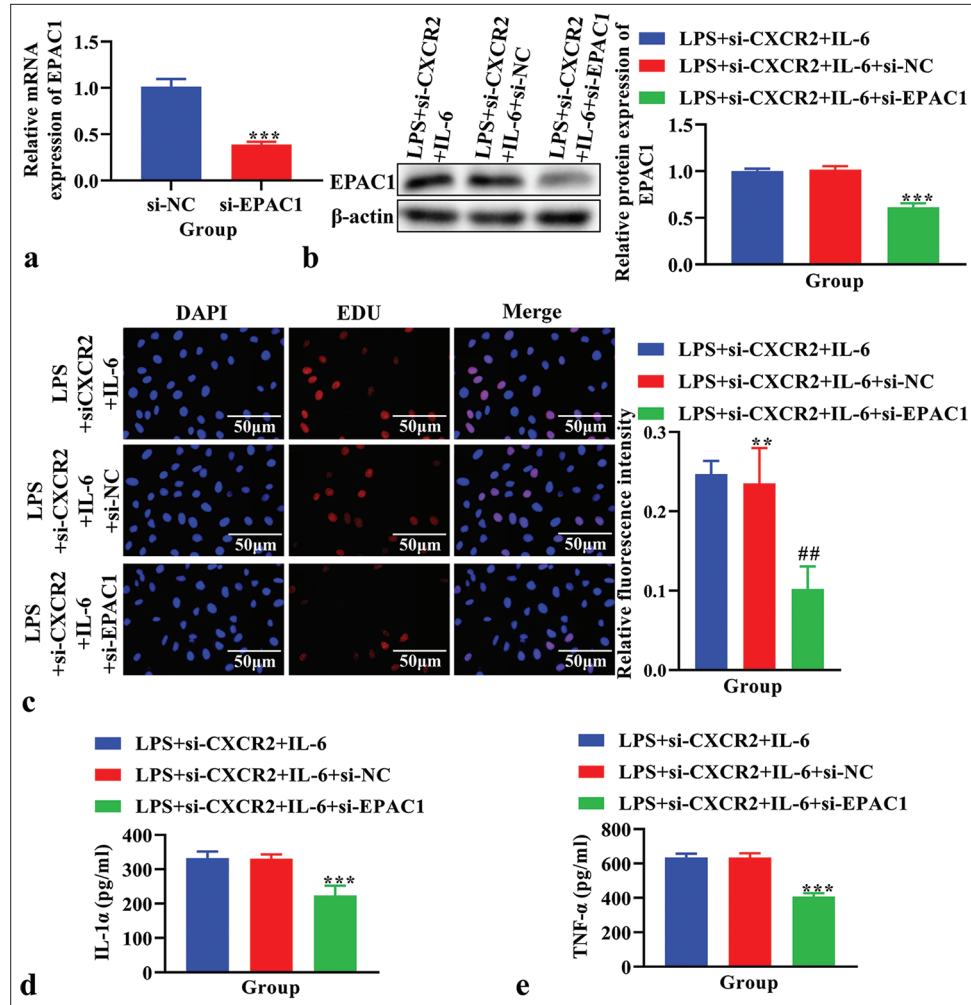 Relative mRNA
expression of EPAC1
1.5
1.0
0.5
0.0
***
si-NC
si-EPAC1
Group
a
LPS+si-CXCR2
+IL-6
LPS+si-CXCR2
+IL-6+si-NC
LPS+si-CXCR2
+IL-6+si-EPAC1
EPAC1
β-actin
b
LPS+si-CXCR2+IL-6
LPS+si-CXCR2+IL-6+si-NC
LPS+si-CXCR2+IL-6+si-EPAC1
Relative protein expression of
EPAC1
1.5
1.0
0.5
0.0
***
Group
DAPI
EDU
Merge
LPS
+siCXCR2
+IL-6
50μm
50μm
50μm
LPS
+si-CXCR2
+IL-6
+si-NC
50μm
50μm
50μm
LPS
+si-CXCR2
+IL-6
+si-EPAC1
50μm
50μm
50μm
c
LPS+si-CXCR2+IL-6
LPS+si-CXCR2+IL-6+si-NC
LPS+si-CXCR2+IL-6+si-EPAC1
Relative fluorescence intensity
0.3
0.2
0.1
0.0
**
##
Group
LPS+si-CXCR2+IL-6
LPS+si-CXCR2+IL-6+si-NC
LPS+si-CXCR2+IL-6+si-EPAC1
IL-1α (pg/ml)
400
300
200
100
0
***
Group
d
LPS+si-CXCR2+IL-6
LPS+si-CXCR2+IL-6+si-NC
LPS+si-CXCR2+IL-6+si-EPAC1
TNF-α (pg/ml)
800
600
400
200
0
***
Group
e